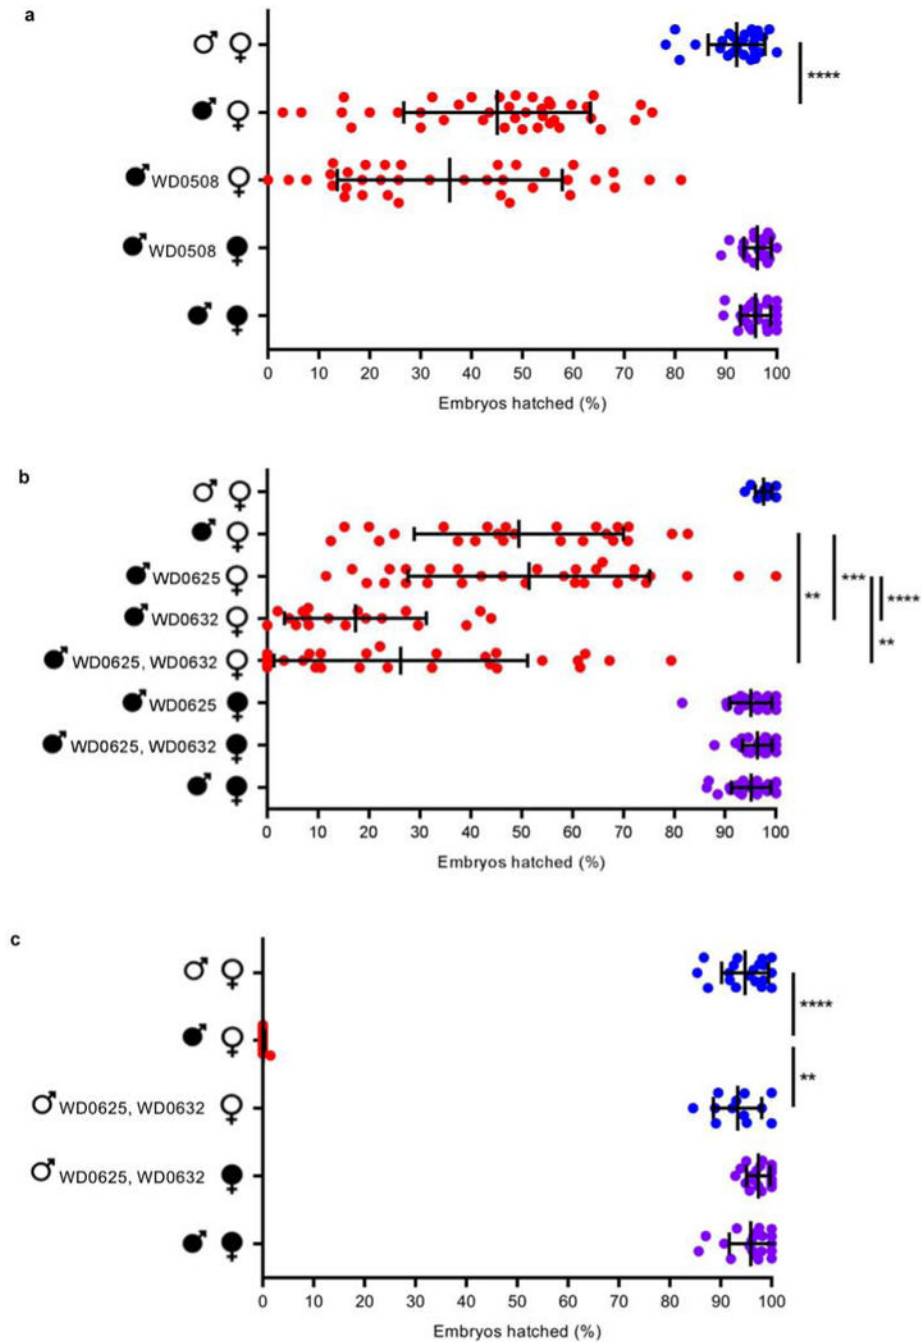 a
♂ ♀
****
♂ ♀
♂ WD0508 ♀
♂ WD0508 ♀
♂ ♀
0 10 20 30 40 50 60 70 80 90 100
Embryos hatched (%)
b
♂ ♀
♂ ♀
♂ WD0625 ♀
** *** ****
♂ WD0632 ♀
**
♂ WD0625, WD0632 ♀
♂ WD0625 ♀
♂ WD0625, WD0632 ♀
♂ ♀
0 10 20 30 40 50 60 70 80 90 100
Embryos hatched (%)
c
♂ ♀
****
♂ ♀
**
♂ WD0625, WD0632 ♀
♂ WD0625, WD0632 ♀
♂ ♀
0 10 20 30 40 50 60 70 80 90 100
Embryos hatched (%)